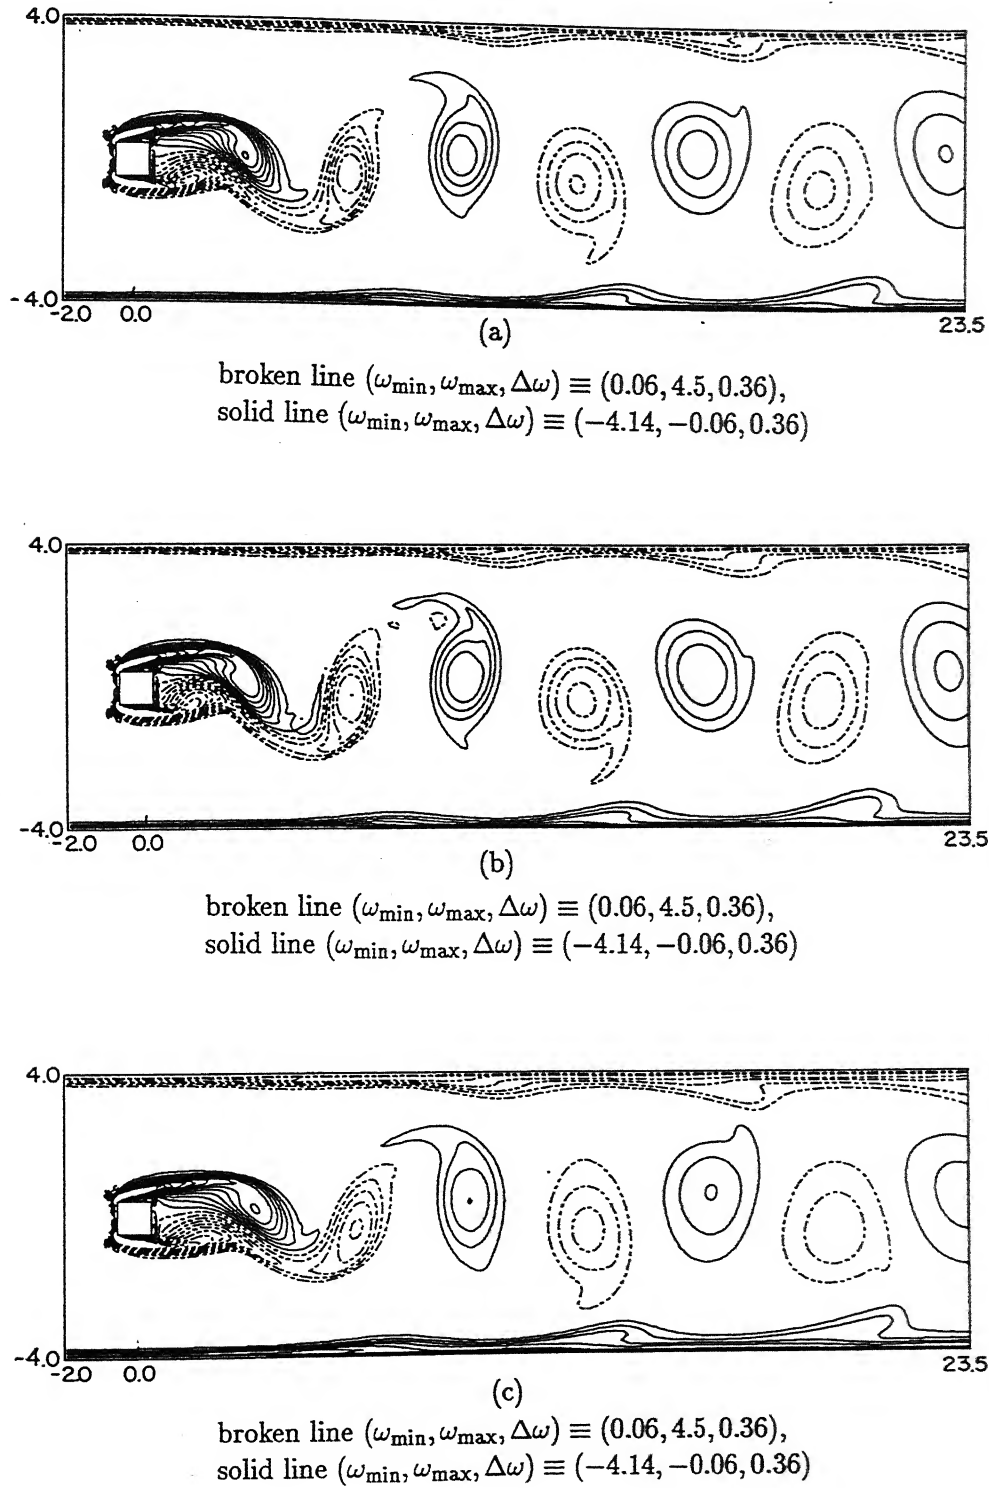 4.0
-4.0
-2.0 0.0 23.5
(a)
broken line (ω_min, ω_max, Δω) ≡ (0.06, 4.5, 0.36),
solid line (ω_min, ω_max, Δω) ≡ (−4.14, −0.06, 0.36)
4.0
-4.0
-2.0 0.0 23.5
(b)
broken line (ω_min, ω_max, Δω) ≡ (0.06, 4.5, 0.36),
solid line (ω_min, ω_max, Δω) ≡ (−4.14, −0.06, 0.36)
4.0
-4.0
-2.0 0.0 23.5
(c)
broken line (ω_min, ω_max, Δω) ≡ (0.06, 4.5, 0.36),
solid line (ω_min, ω_max, Δω) ≡ (−4.14, −0.06, 0.36)